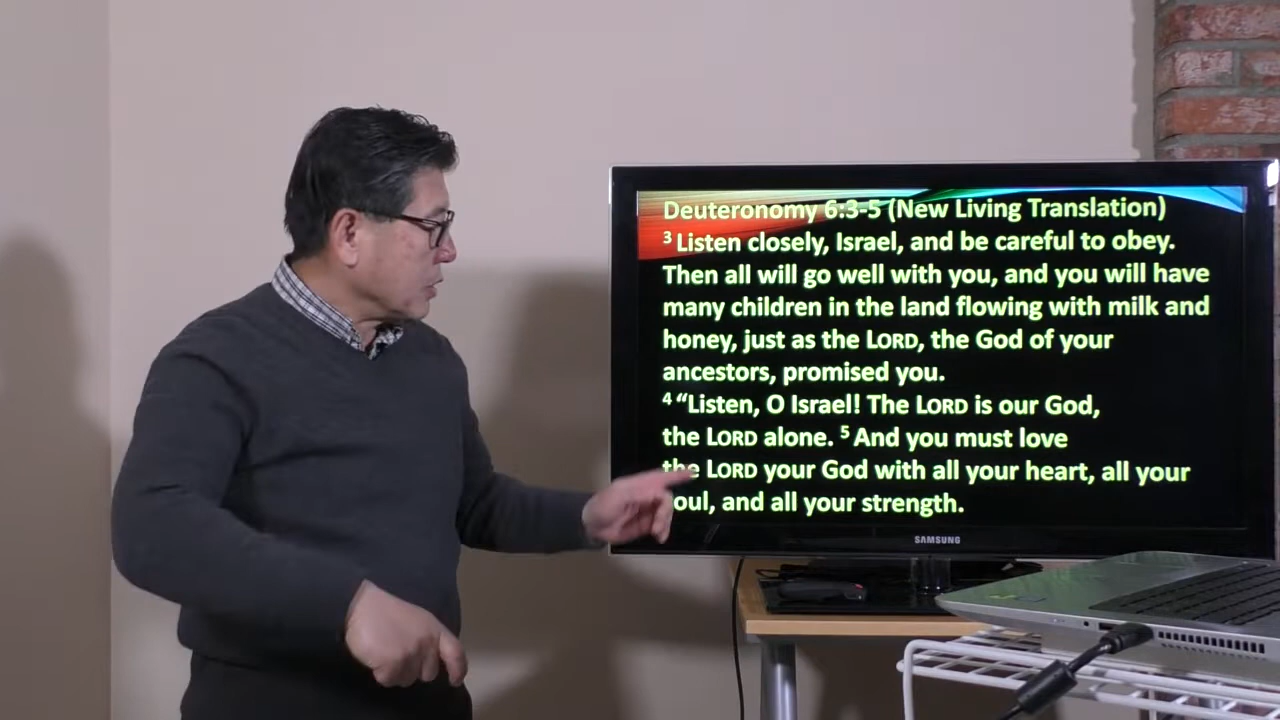 Deuteronomy 6:3-5 (New Living Translation)
3 Listen closely, Israel, and be careful to obey.
Then all will go well with you, and you will have
many children in the land flowing with milk and
honey, just as the LORD, the God of your
ancestors, promised you.
4 “Listen, O Israel! The LORD is our God,
the LORD alone. 5 And you must love
the LORD your God with all your heart, all your
oul, and all your strength.
SAMSUNG